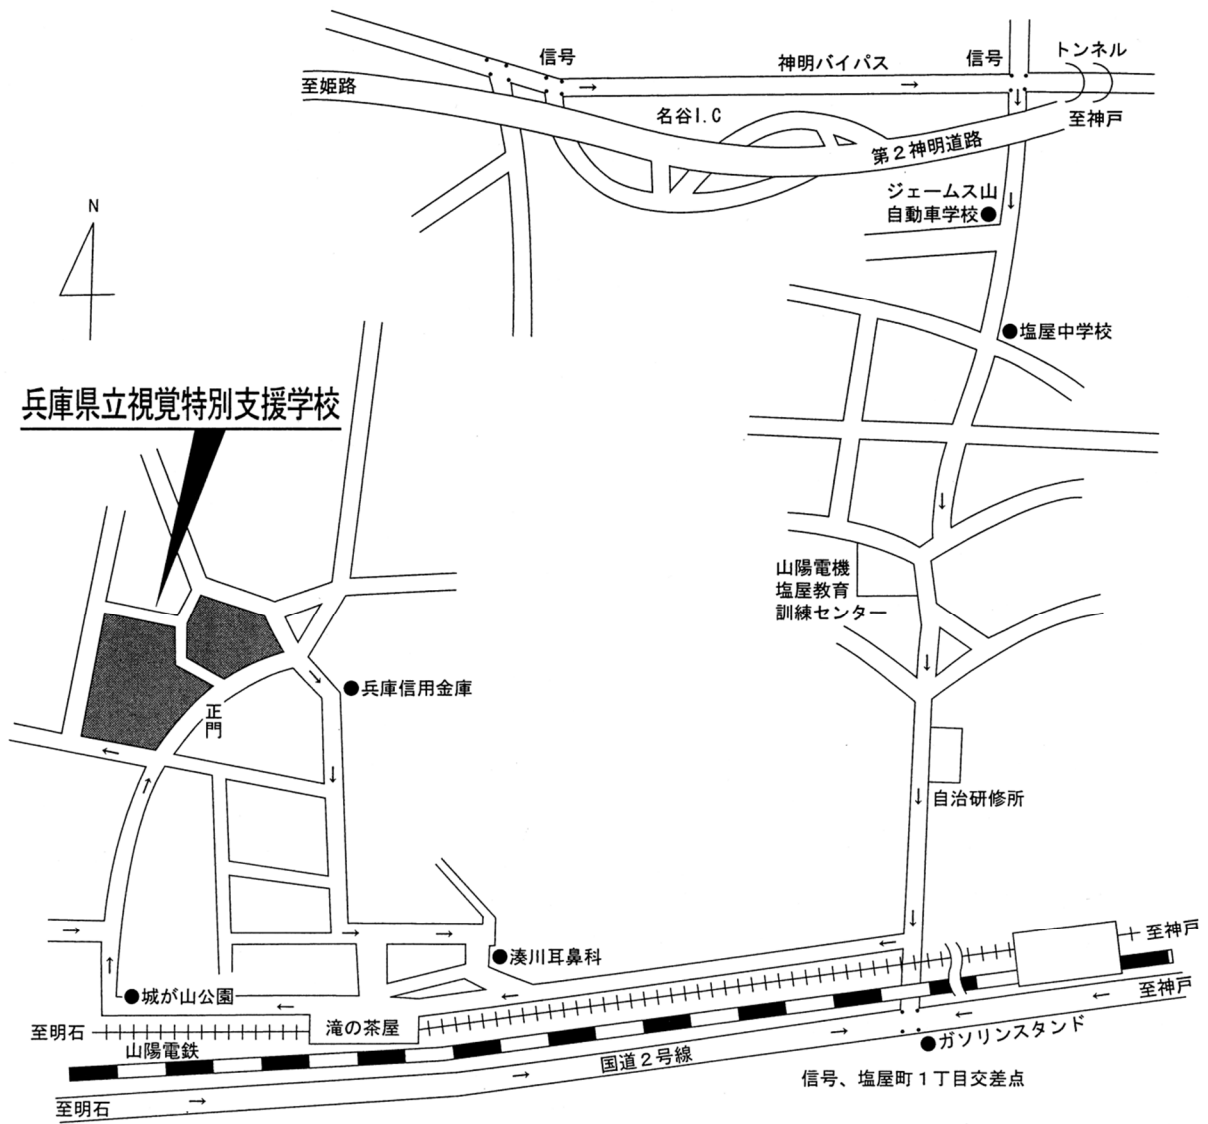 信号
神明バイパス
信号
トンネル
至姫路
名谷I.C
至神戸
第２神明道路
ジェームス山
自動車学校
N
塩屋中学校
兵庫県立視覚特別支援学校
山陽電機
塩屋教育
訓練センター
兵庫信用金庫
正門
自治研修所
湊川耳鼻科
至神戸
城が山公園
至神戸
至明石
滝の茶屋
山陽電鉄
ガソリンスタンド
国道２号線
信号、塩屋町１丁目交差点
至明石